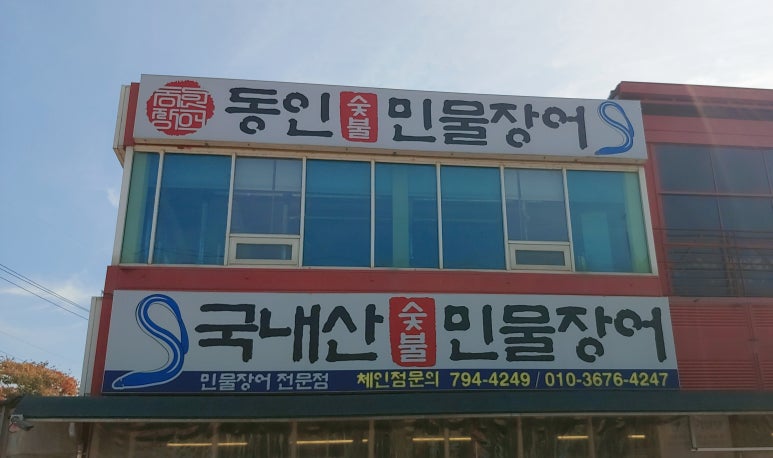 동인 숯불 민물장어
국내산 숯불 민물장어
민물장어 전문점 체인점문의 794-4249 / 010-3676-4247